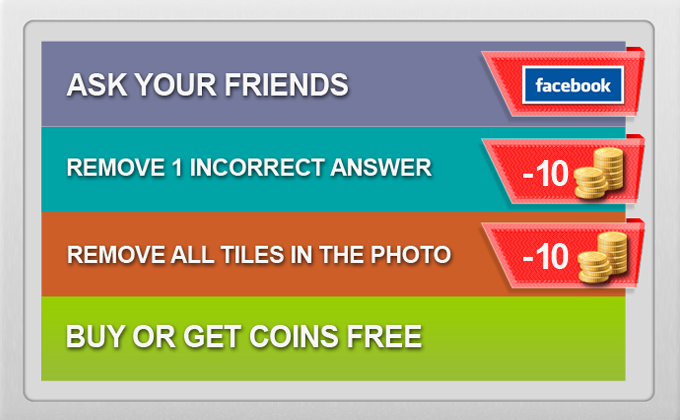 ASK YOUR FRIENDS
facebook
REMOVE 1 INCORRECT ANSWER
-10
REMOVE ALL TILES IN THE PHOTO
-10
BUY OR GET COINS FREE